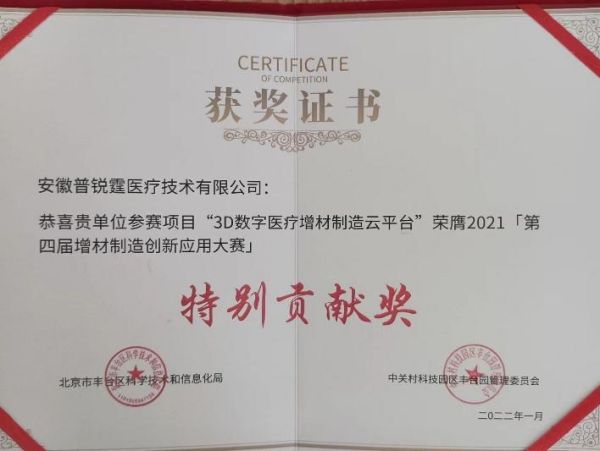 CERTIFICATE
OF COMPETITION
获奖证书
安徽普锐霆医疗技术有限公司：
恭喜贵单位参赛项目“3D数字医疗增材制造云平台”荣膺2021「第
四届增材制造创新应用大赛」
特别贡献奖
北京市丰台区科学技术和信息化局
中关村科技园区丰台园管理委员会
二〇二二年一月